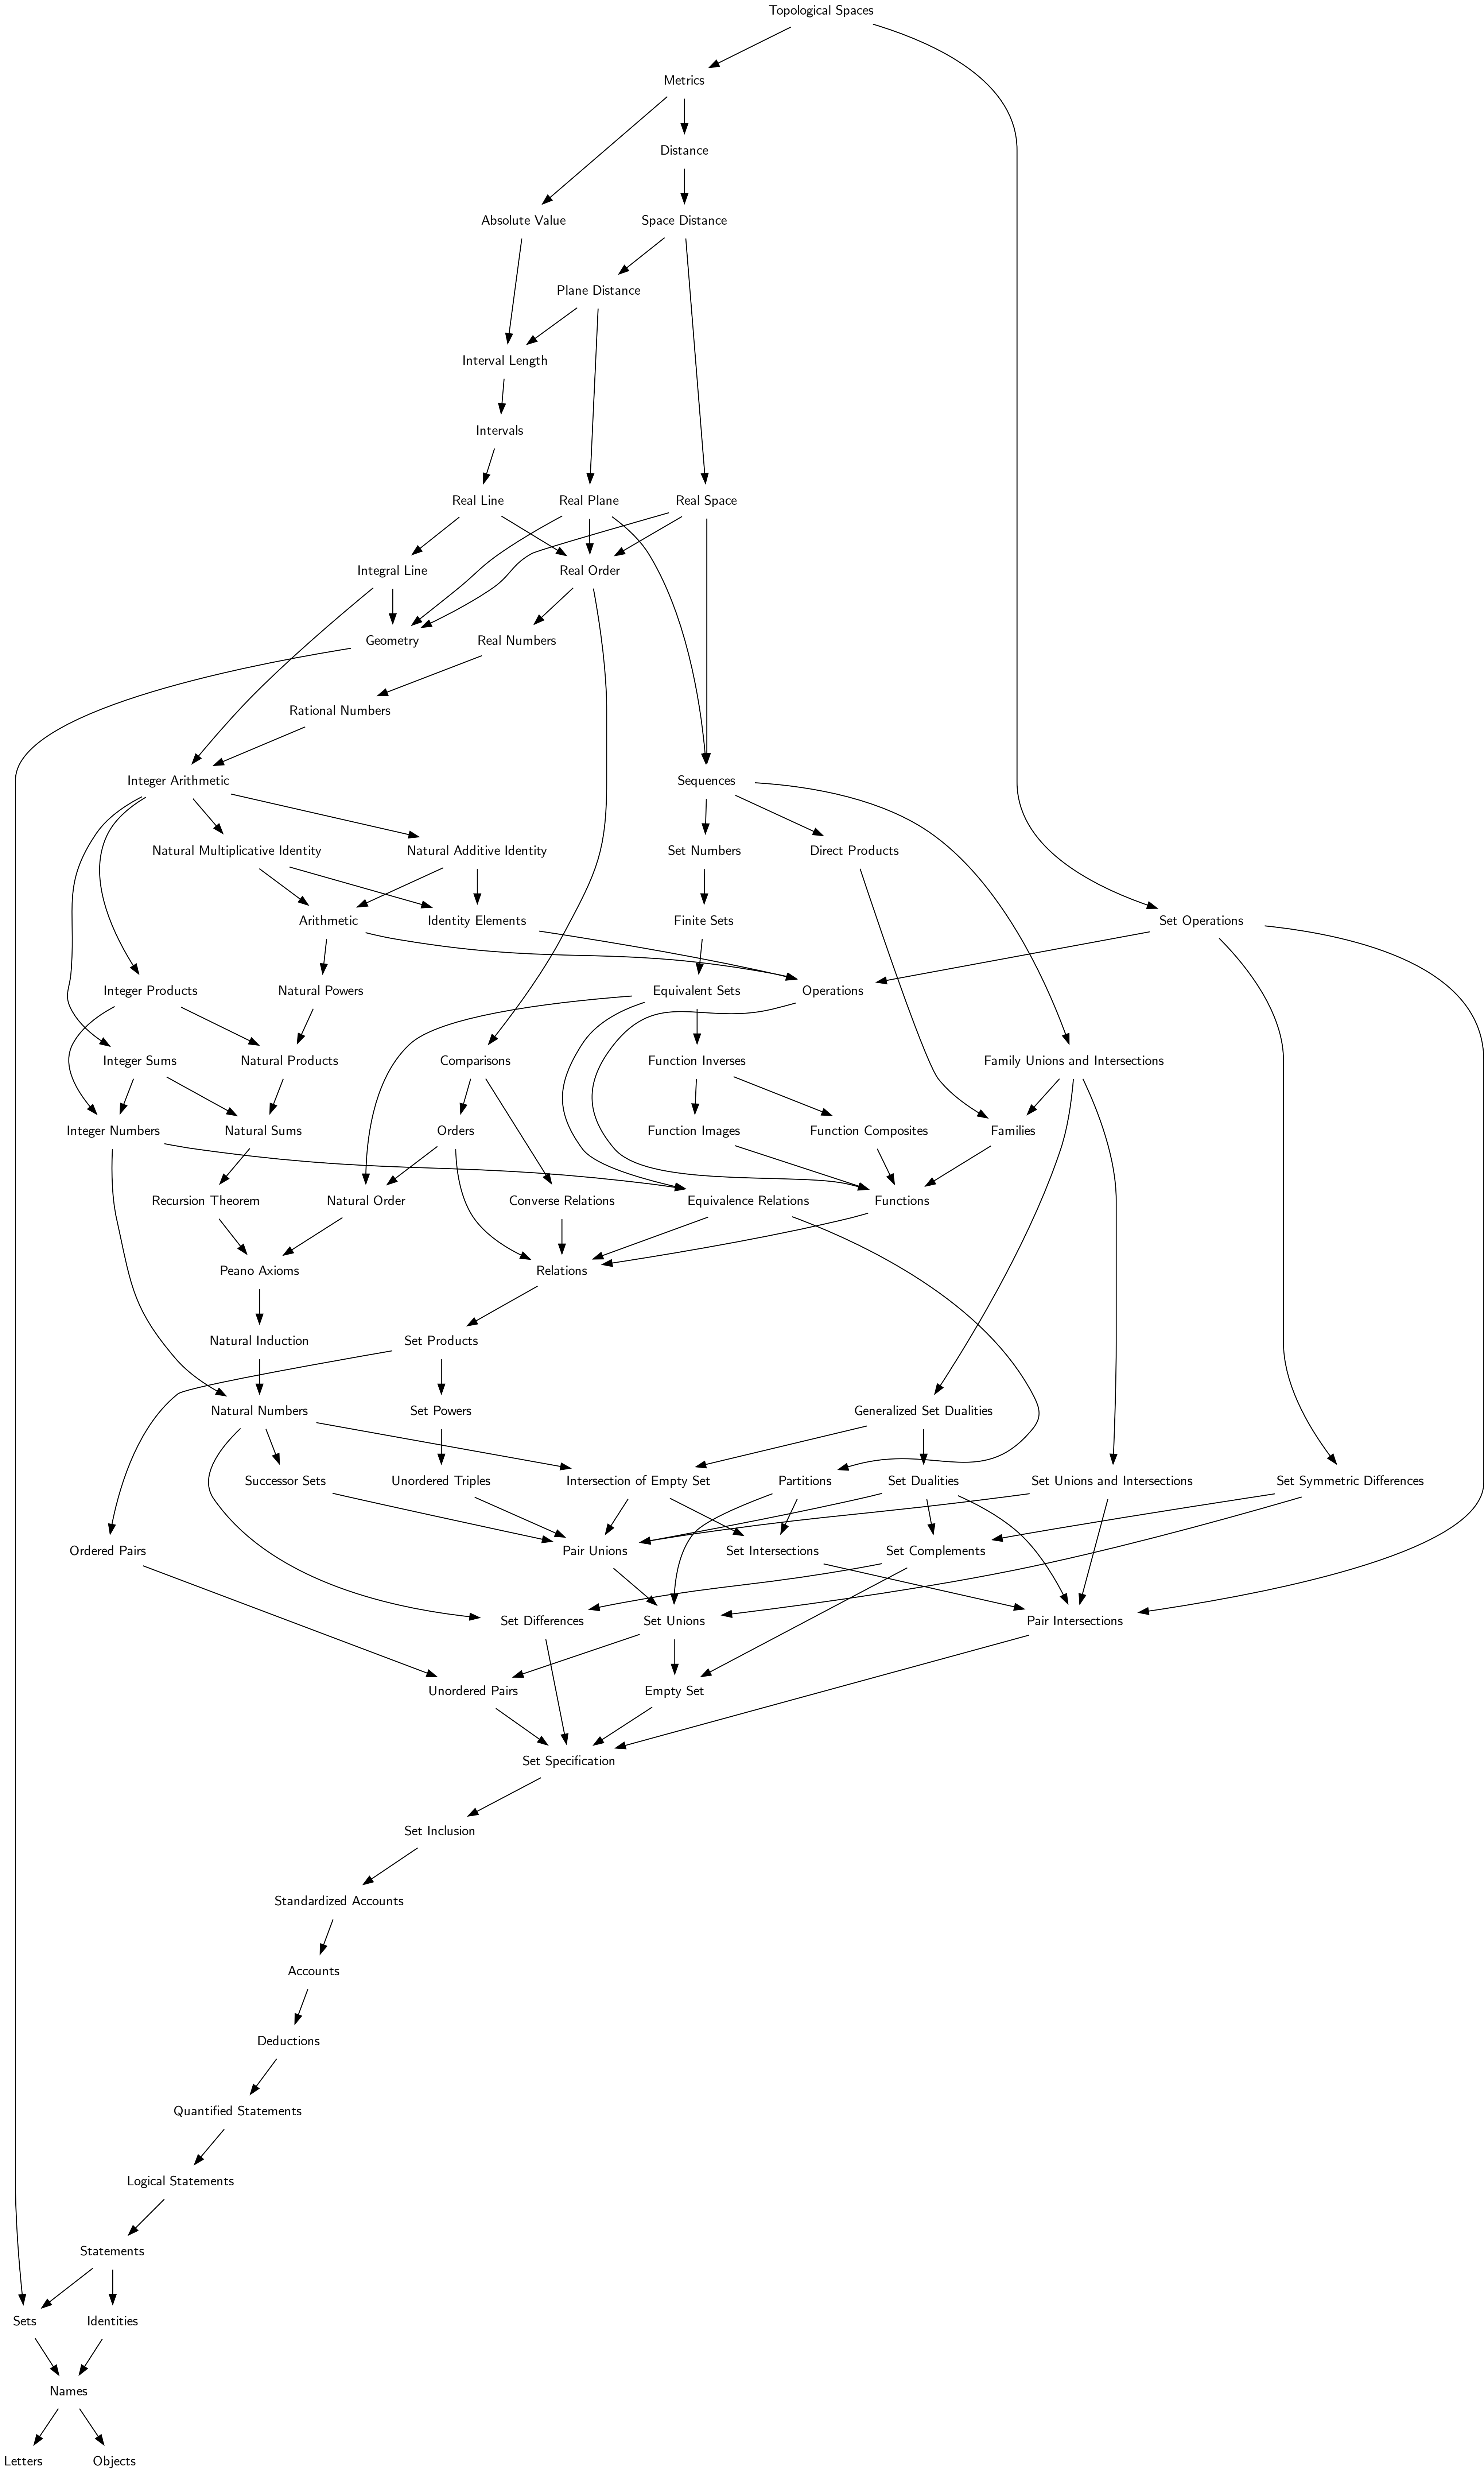 Topological Spaces
Metrics
Distance
Absolute Value
Space Distance
Plane Distance
Interval Length
Intervals
Real Line
Real Plane
Real Space
Integral Line
Real Order
Geometry
Real Numbers
Rational Numbers
Integer Arithmetic
Sequences
Natural Multiplicative Identity
Natural Additive Identity
Set Numbers
Direct Products
Arithmetic
Identity Elements
Finite Sets
Set Operations
Integer Products
Natural Powers
Equivalent Sets
Operations
Integer Sums
Natural Products
Comparisons
Function Inverses
Family Unions and Intersections
Integer Numbers
Natural Sums
Orders
Function Images
Function Composites
Families
Recursion Theorem
Natural Order
Converse Relations
Equivalence Relations
Functions
Peano Axioms
Relations
Natural Induction
Set Products
Natural Numbers
Set Powers
Generalized Set Dualities
Successor Sets
Unordered Triples
Intersection of Empty Set
Partitions
Set Dualities
Set Unions and Intersections
Set Symmetric Differences
Ordered Pairs
Pair Unions
Set Intersections
Set Complements
Set Differences
Set Unions
Pair Intersections
Unordered Pairs
Empty Set
Set Specification
Set Inclusion
Standardized Accounts
Accounts
Deductions
Quantified Statements
Logical Statements
Statements
Sets
Identities
Names
Letters
Objects